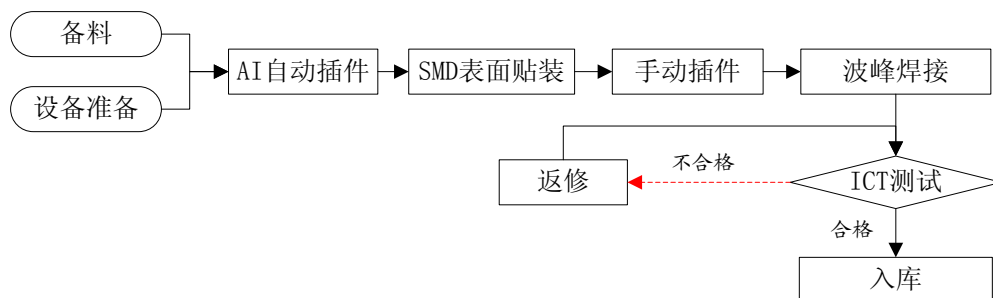 备料
设备准备
AI自动插件
SMD表面贴装
手动插件
波峰焊接
返修
不合格
ICT测试
合格
入库